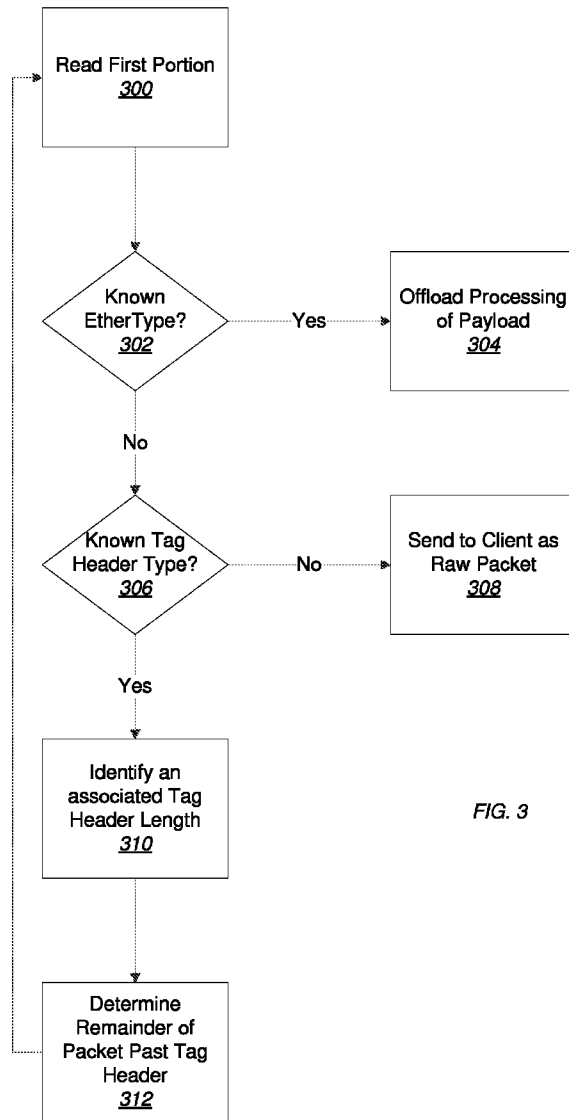 Read First Portion
300
Known
EtherType?
302
Yes
Offload Processing
of Payload
304
No
Known Tag
Header Type?
306
No
Send to Client as
Raw Packet
308
Yes
Identify an
associated Tag
Header Length
310
FIG. 3
Determine
Remainder of
Packet Past Tag
Header
312